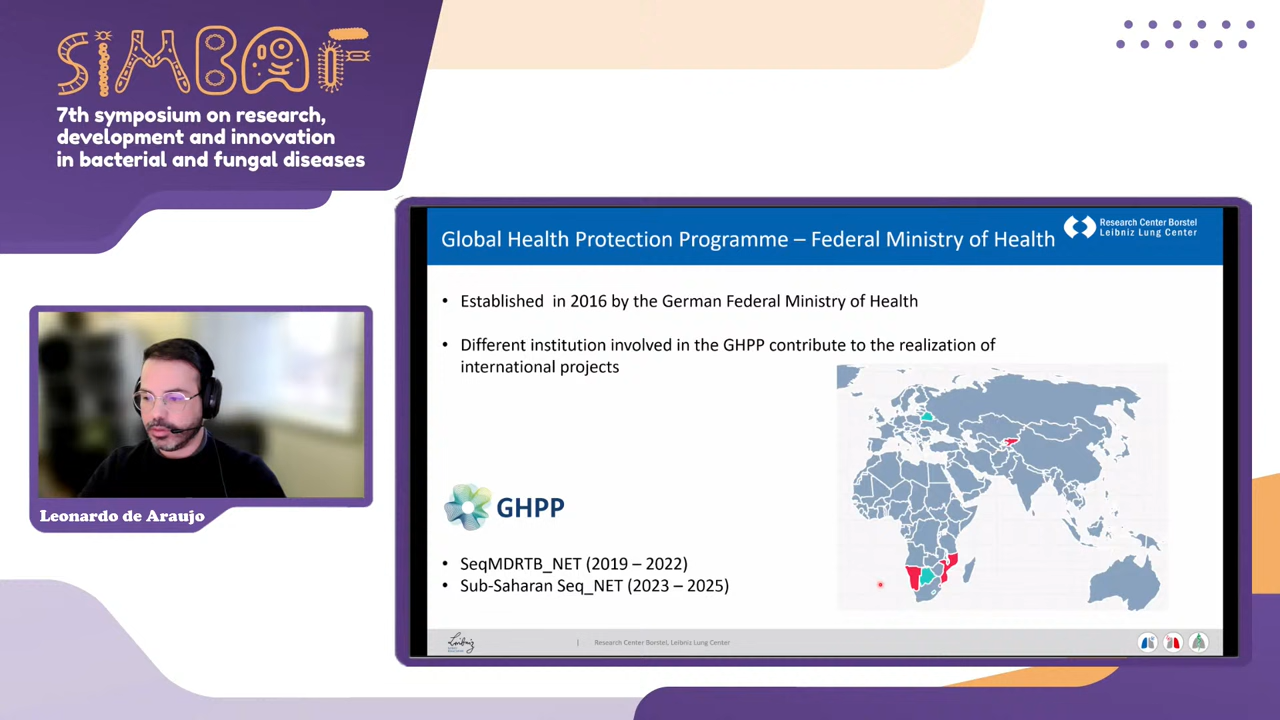 SIMBAF
7th symposium on research,
development and innovation
in bacterial and fungal diseases
Global Health Protection Programme – Federal Ministry of Health
Research Center Borstel
Leibniz Lung Center
• Established in 2016 by the German Federal Ministry of Health
• Different institution involved in the GHPP contribute to the realization of
international projects
GHPP
• SeqMDRTB_NET (2019 – 2022)
• Sub-Saharan Seq_NET (2023 – 2025)
Leibniz
| Research Center Borstel, Leibniz Lung Center
Leonardo de Araujo